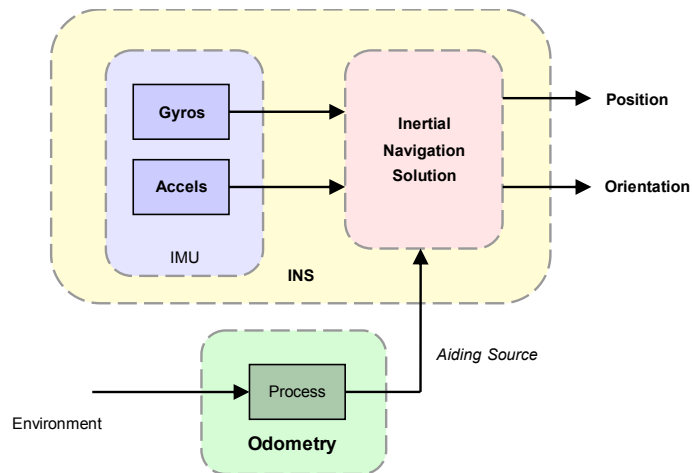 Gyros
Accels
IMU
Inertial
Navigation
Solution
Position
Orientation
INS
Aiding Source
Environment
Process
Odometry